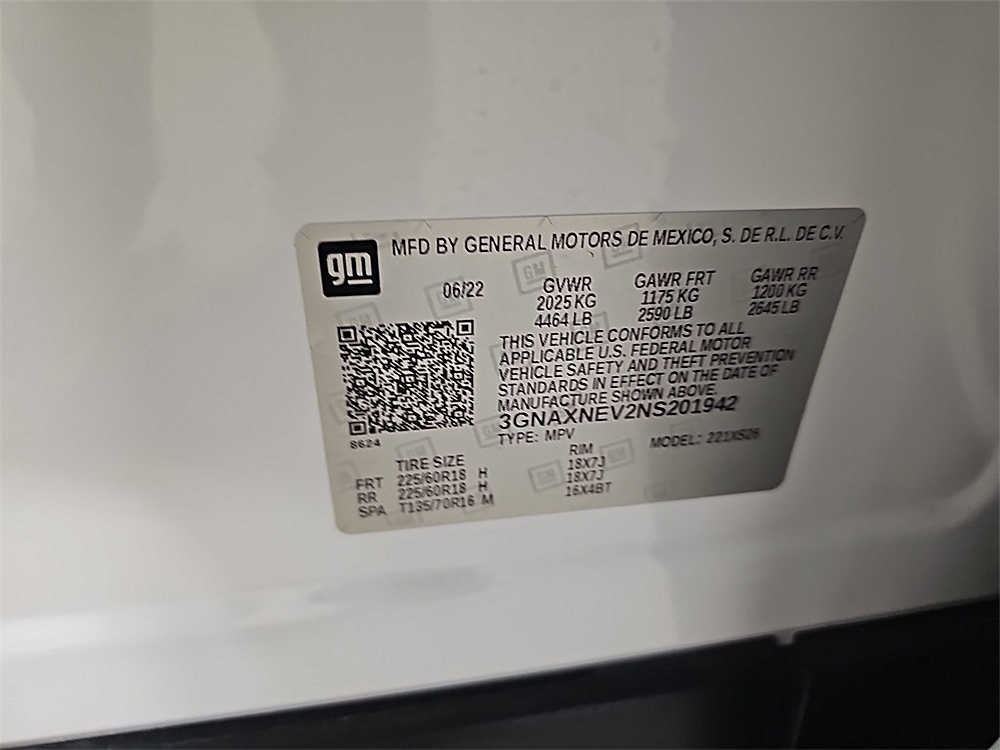 gm
MFD BY GENERAL MOTORS DE MEXICO, S. DE R.L. DE C.V.
06/22
GVWR GAWR FRT GAWR RR
2025 KG 1175 KG 1200 KG
4464 LB 2590 LB 2645 LB
THIS VEHICLE CONFORMS TO ALL
APPLICABLE U.S. FEDERAL MOTOR
VEHICLE SAFETY AND THEFT PREVENTION
STANDARDS IN EFFECT ON THE DATE OF
MANUFACTURE SHOWN ABOVE.
3GNAXNEV2NS201942
8624
TYPE: MPV MODEL: 221XS26
TIRE SIZE RIM
FRT 225/60R18 H 18X7J
RR 225/60R18 H 18X7J
SPA T135/70R16 M 16X4BT